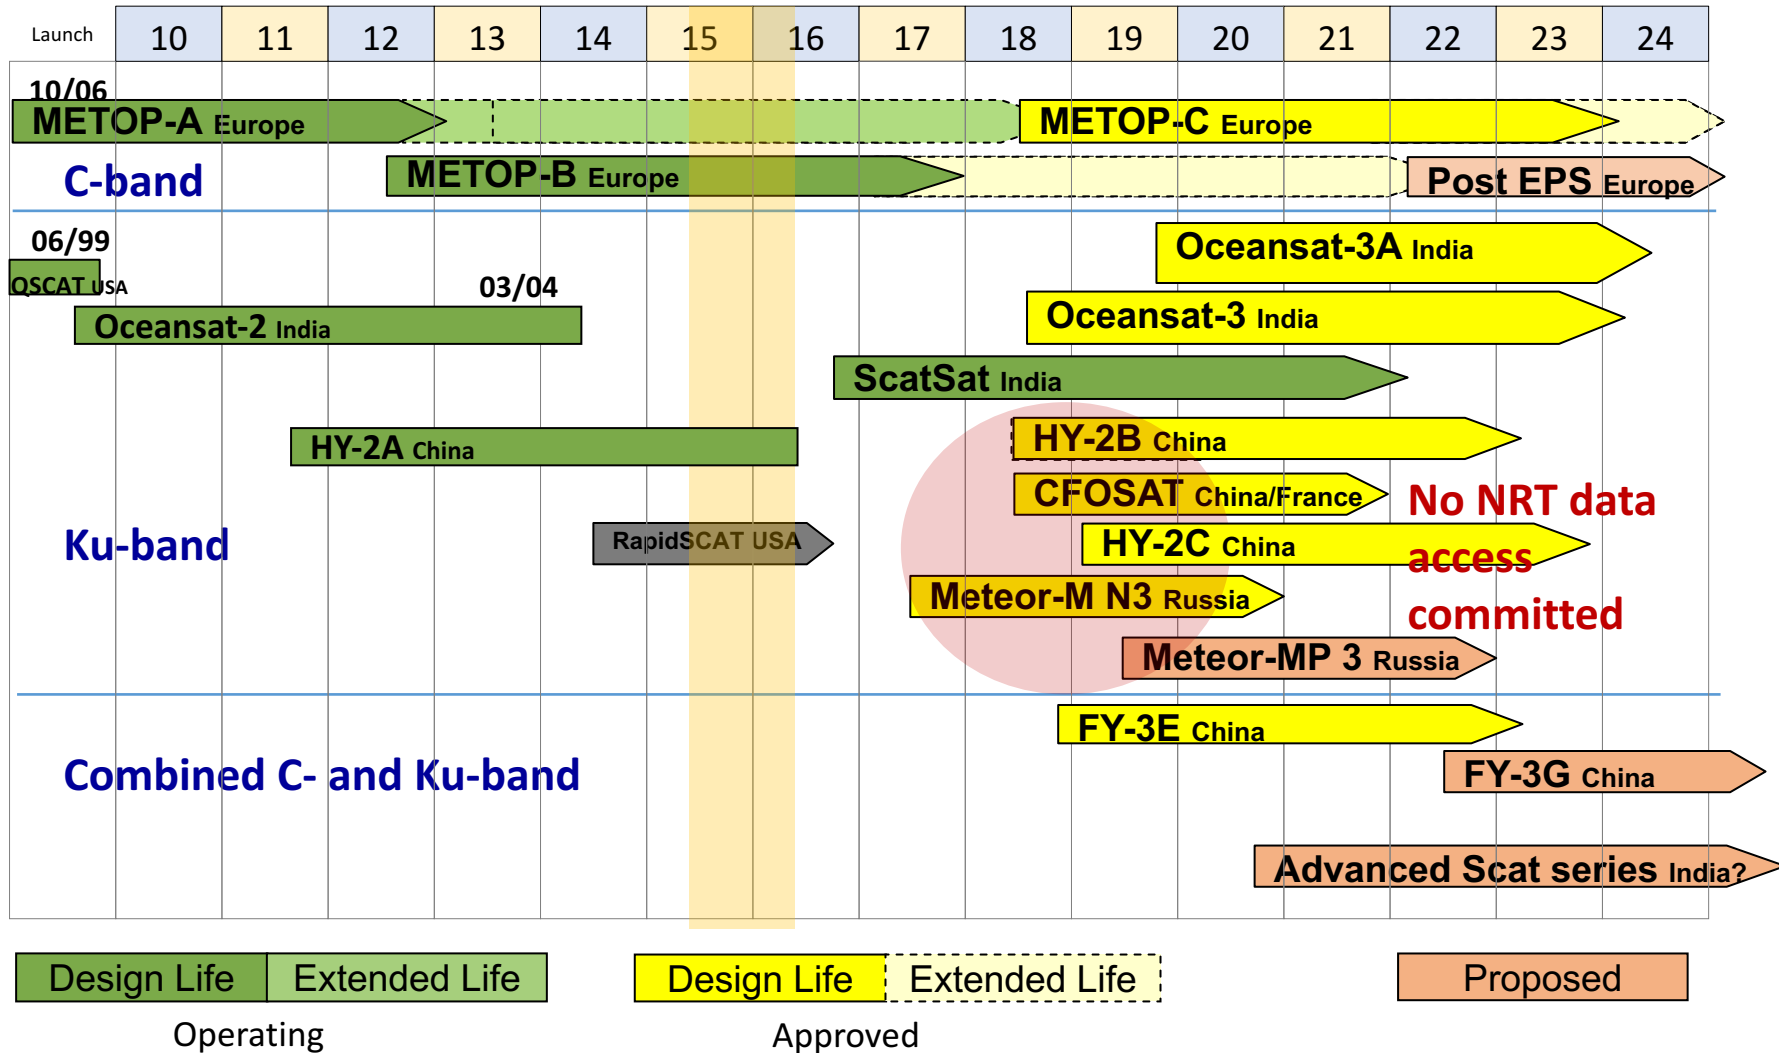 Launch 10 11 12 13 14 15 16 17 18 19 20 21 22 23 24
10/06
METOP-A Europe
METOP-C Europe
C-band
METOP-B Europe
Post EPS Europe
06/99
Oceansat-3A India
QSCAT USA
03/04
Oceansat-2 India
Oceansat-3 India
ScatSat India
HY-2A China
HY-2B China
CFOSAT China/France
No NRT data
access
committed
Ku-band
RapidSCAT USA
HY-2C China
Meteor-M N3 Russia
Meteor-MP 3 Russia
FY-3E China
Combined C- and Ku-band
FY-3G China
Advanced Scat series India?
Design Life Extended Life
Design Life Extended Life
Proposed
Operating
Approved